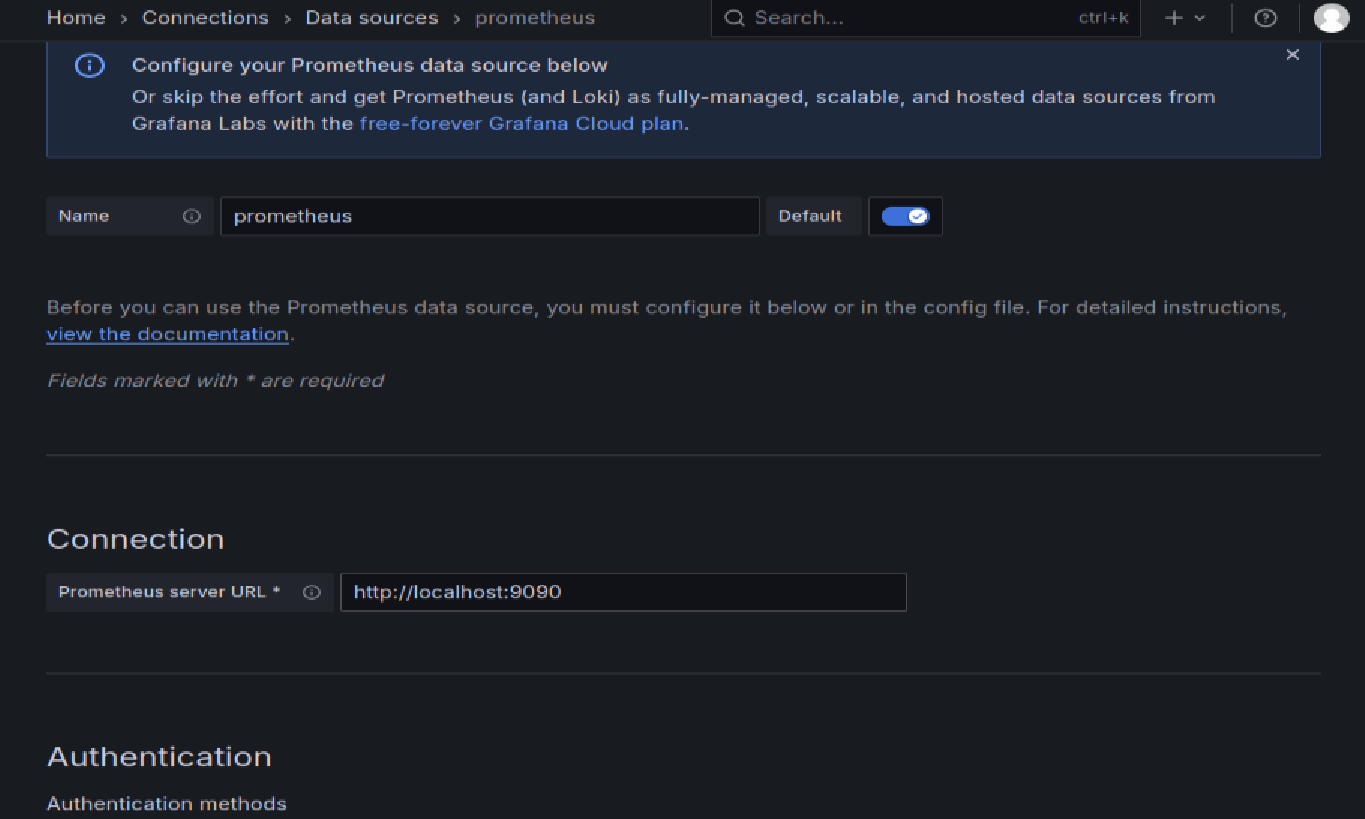 Home › Connections › Data sources › prometheus
Search... ctrl+k
Configure your Prometheus data source below
Or skip the effort and get Prometheus (and Loki) as fully-managed, scalable, and hosted data sources from
Grafana Labs with the free-forever Grafana Cloud plan.
Name prometheus Default
Before you can use the Prometheus data source, you must configure it below or in the config file. For detailed instructions,
view the documentation.
Fields marked with * are required
Connection
Prometheus server URL * http://localhost:9090
Authentication
Authentication methods